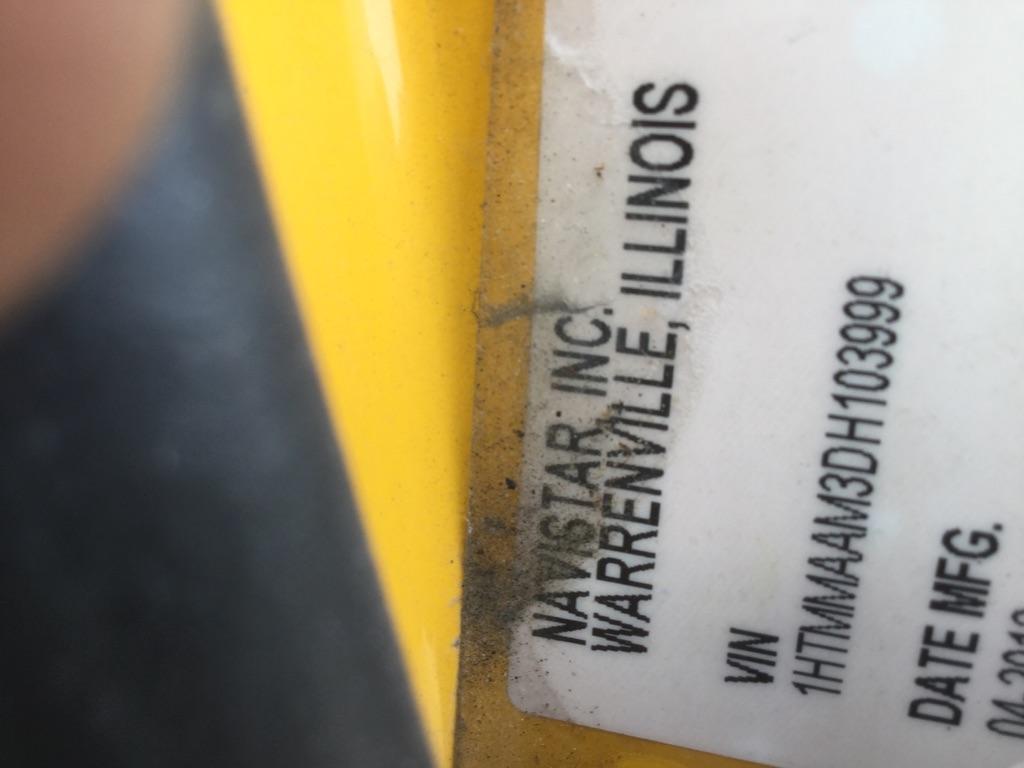 NAVISTAR INC.
WARRENVILLE, ILLINOIS
VIN
1HTMMAAM3DH103999
DATE MFG.